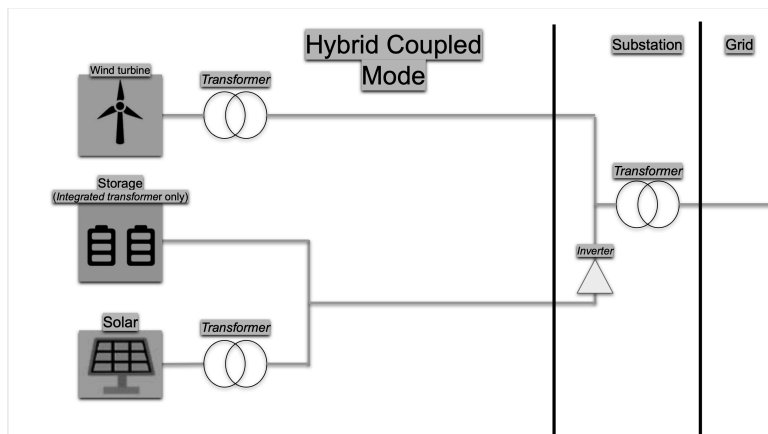 Hybrid Coupled
Mode
Substation
Grid
Wind turbine
Transformer
Storage
(Integrated transformer only)
Transformer
Inverter
Solar
Transformer